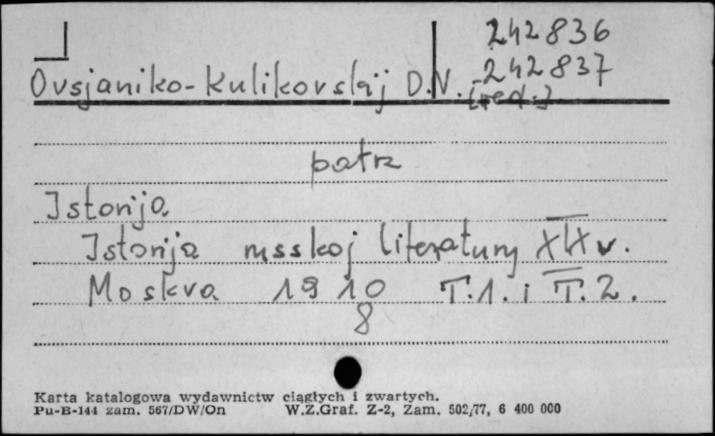 242836
242837
Ovsjaniko-Kulikovskij D.N. (red.)
patrz
Istorija
Istorija russkoj literatury XIX v.
Moskva 1910 T.1. i T.2.
8
Karta katalogowa wydawnictw ciągłych i zwartych.
Pu-B-144 zam. 567/DW/On W.Z.Graf. Z-2, Zam. 502/77, 6 400 000